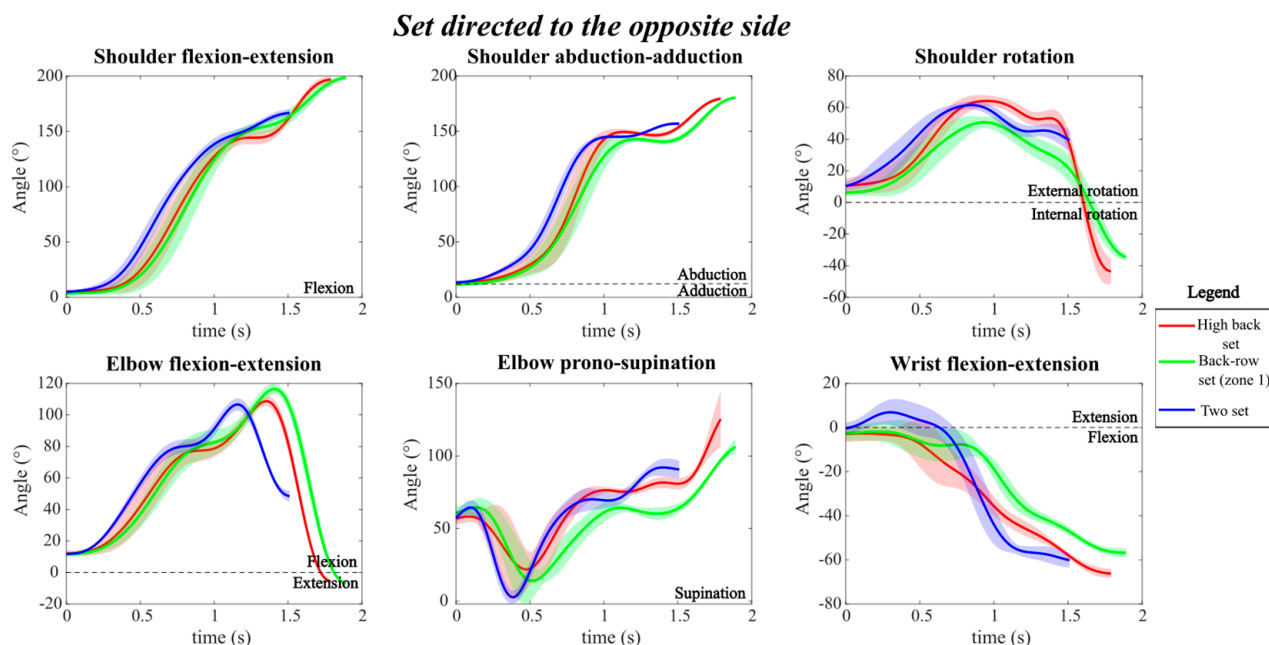 Set directed to the opposite side
Shoulder flexion-extension
Shoulder abduction-adduction
Shoulder rotation
200
150
100
50
0
Angle (°)
Flexion
0 0.5 1 1.5 2
time (s)
200
150
100
50
0
Angle (°)
Abduction
Adduction
0 0.5 1 1.5 2
time (s)
80
60
40
20
0
-20
-40
-60
Angle (°)
External rotation
Internal rotation
0 0.5 1 1.5 2
time (s)
Elbow flexion-extension
Elbow prono-supination
Wrist flexion-extension
120
100
80
60
40
20
0
-20
Angle (°)
Flexion
Extension
0 0.5 1 1.5 2
time (s)
150
100
50
0
Angle (°)
Supination
0 0.5 1 1.5 2
time (s)
20
0
-20
-40
-60
-80
Angle (°)
Extension
Flexion
0 0.5 1 1.5 2
time (s)
Legend
High back
set
Back-row
set (zone 1)
Two set